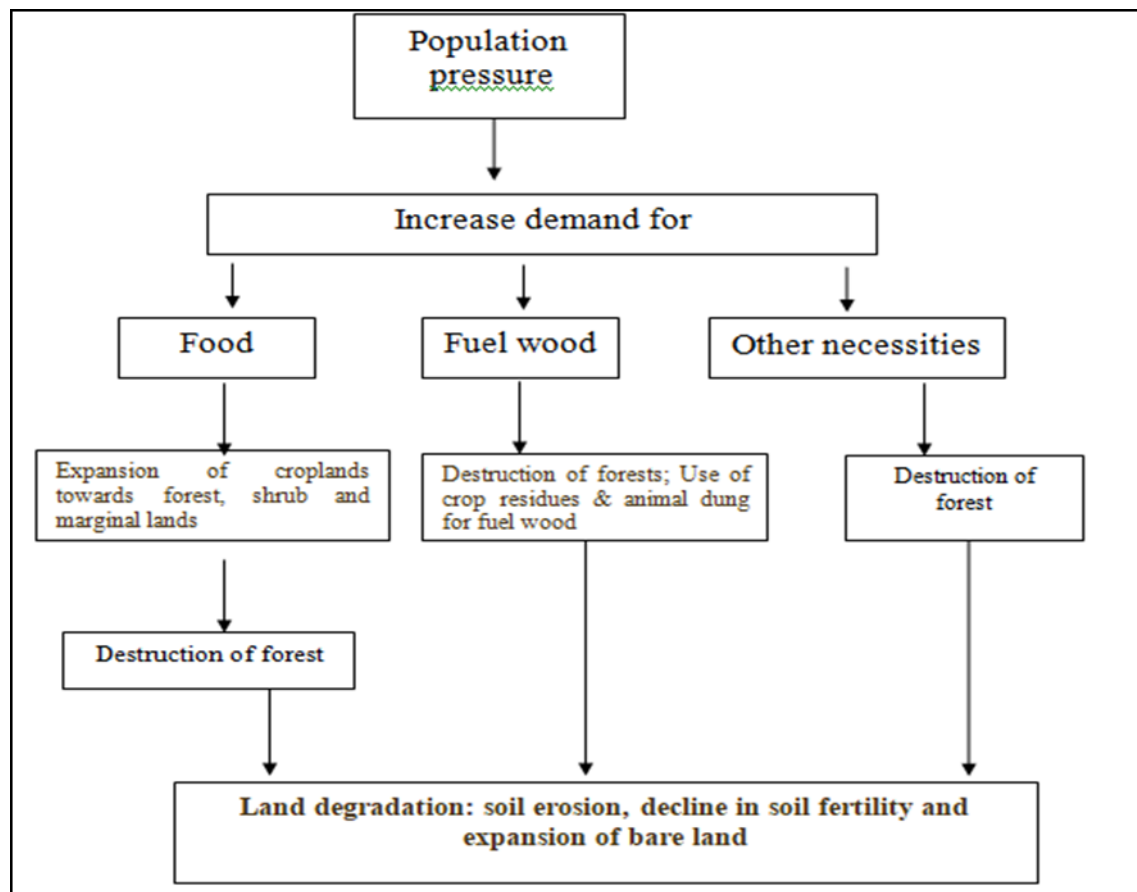 Population
pressure
Increase demand for
Food
Fuel wood
Other necessities
Expansion of croplands
towards forest, shrub and
marginal lands
Destruction of forests; Use of
crop residues & animal dung
for fuel wood
Destruction of
forest
Destruction of forest
Land degradation: soil erosion, decline in soil fertility and
expansion of bare land